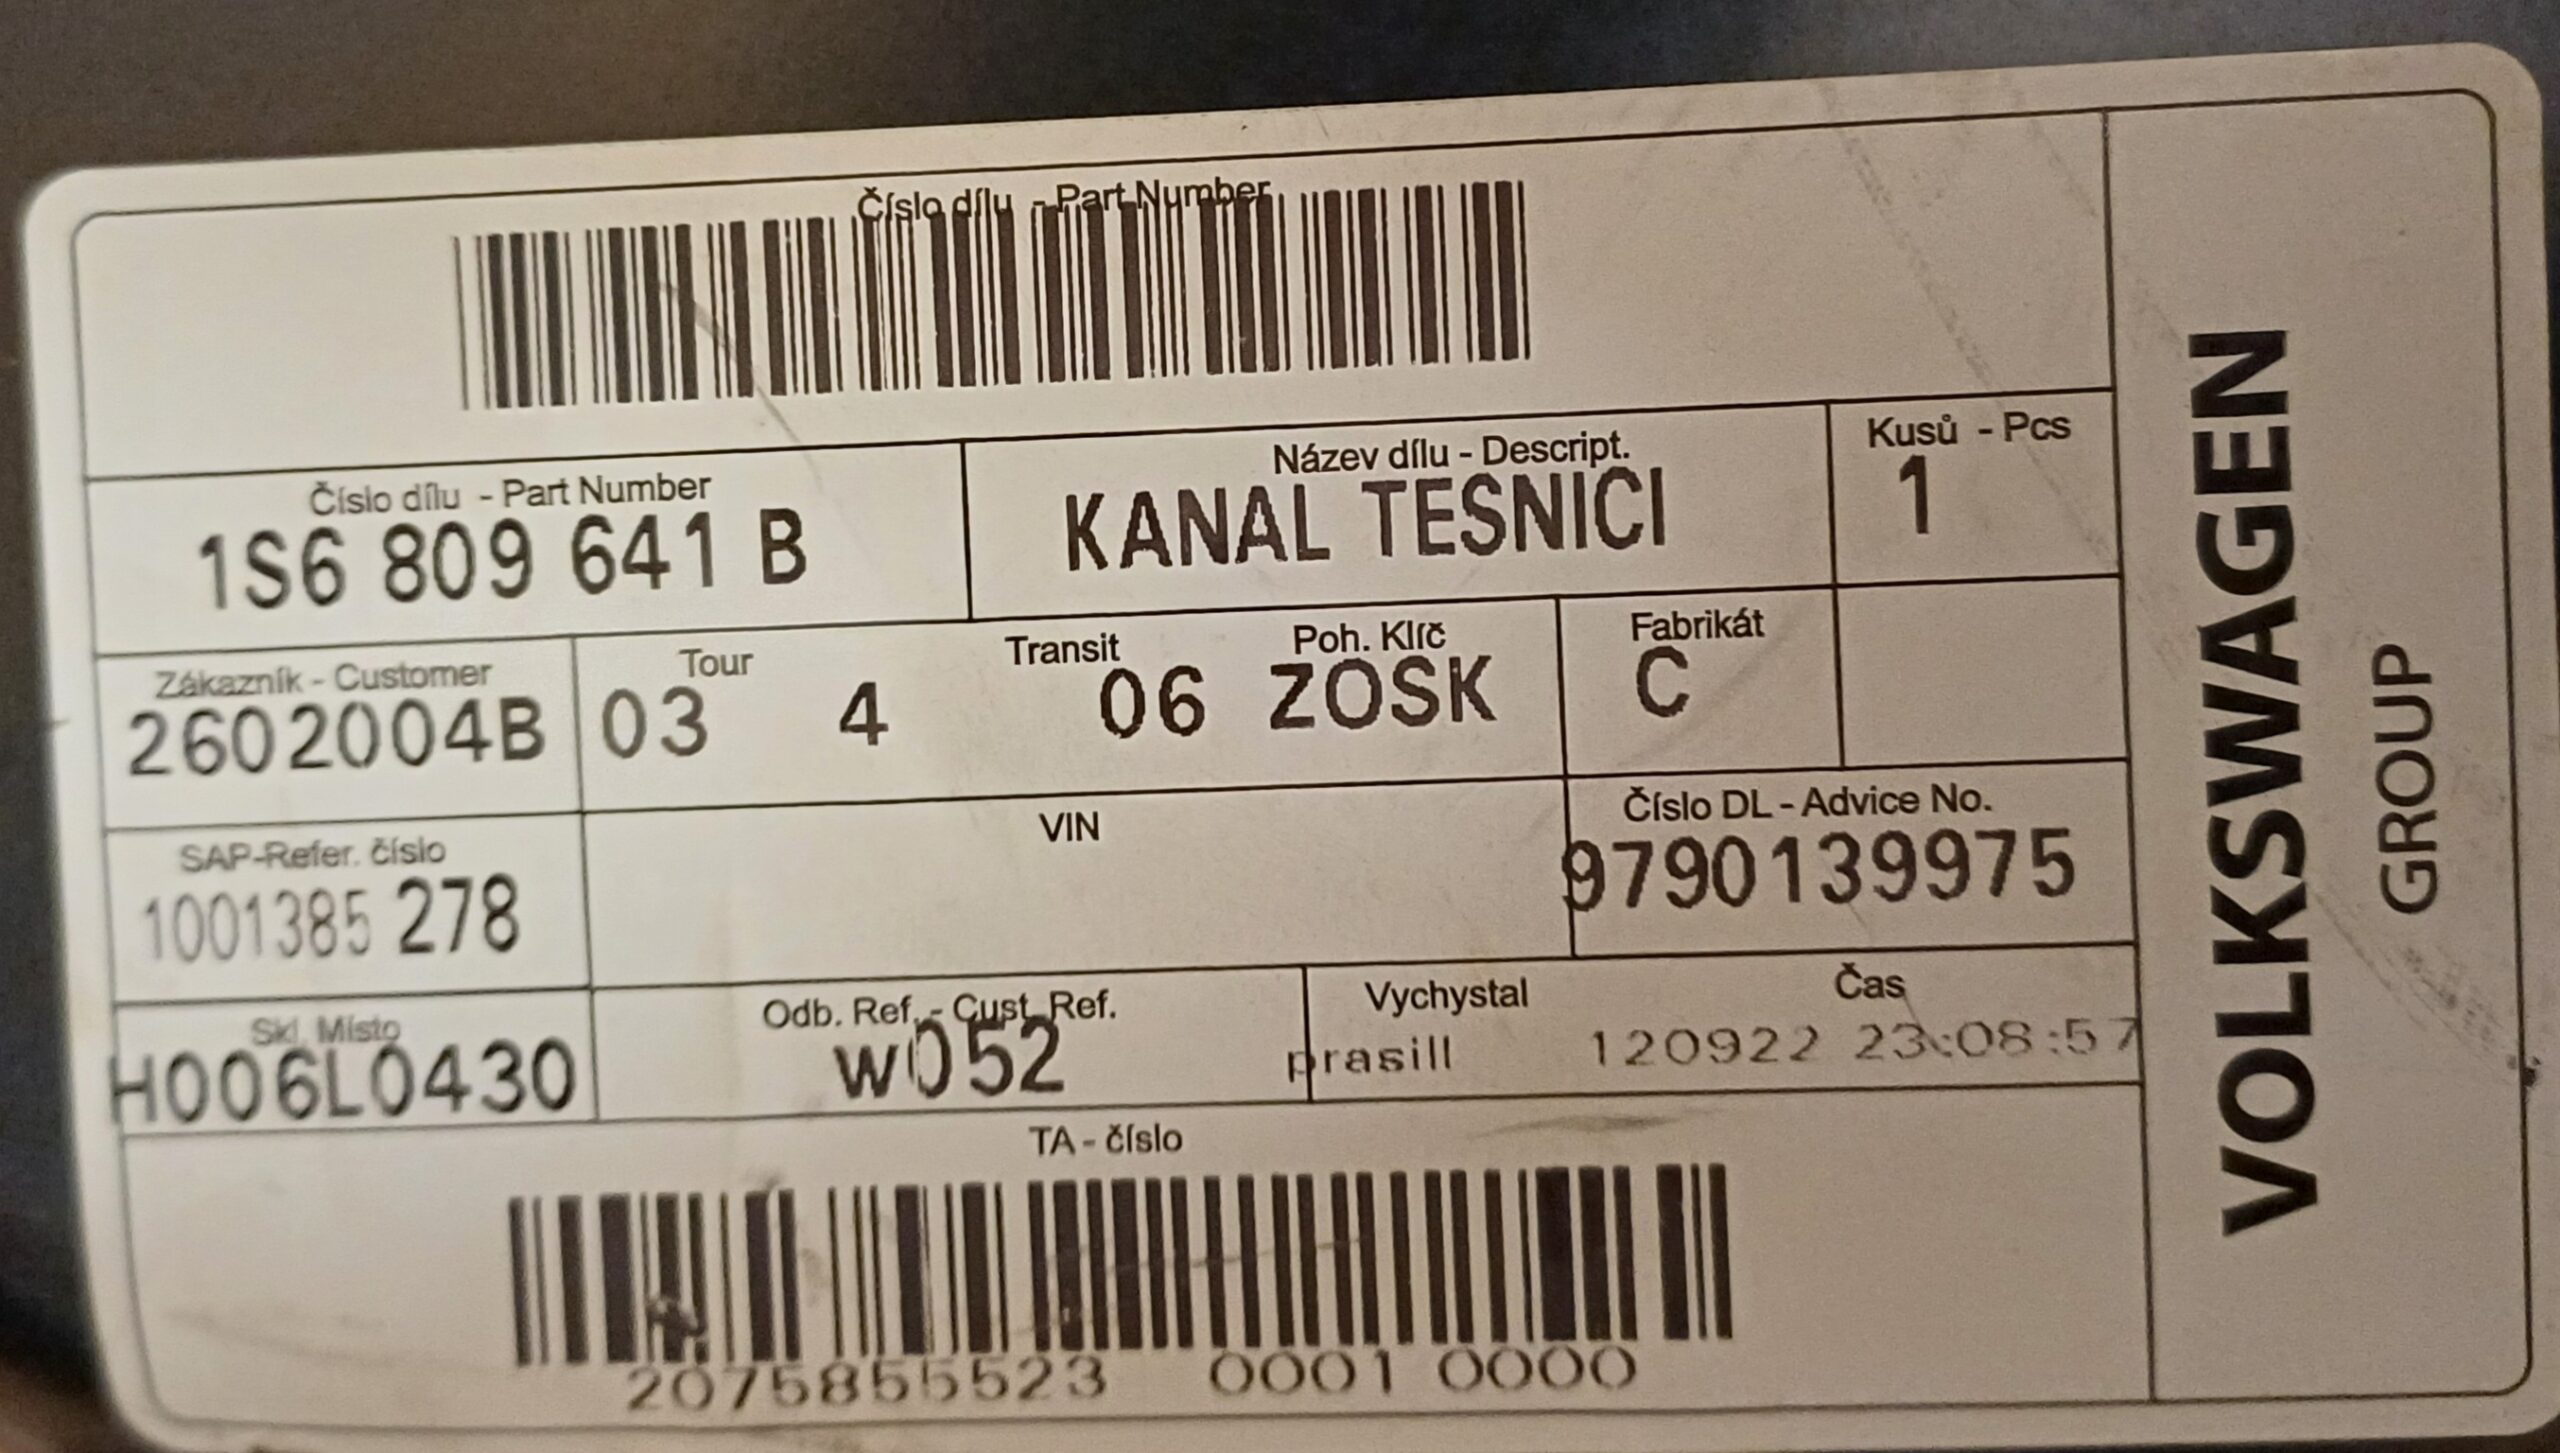 Číslo dílu - Part Number
Číslo dílu - Part Number
1S6 809 641 B
Název dílu - Descript.
KANAL TESNICI
Kusů - Pcs
1
Zákazník - Customer
2602004B
Tour
03 4
Transit
06
Poh. Klíč
ZOSK
Fabrikát
C
SAP-Refer. číslo
1001385 278
VIN
Číslo DL - Advice No.
9790139975
Skl. Místo
H006L0430
Odb. Ref. - Cust. Ref.
w052
Vychystal
prasill
Čas
120922 23:08:57
TA - číslo
2075855523 0001 0000
VOLKSWAGEN
GROUP